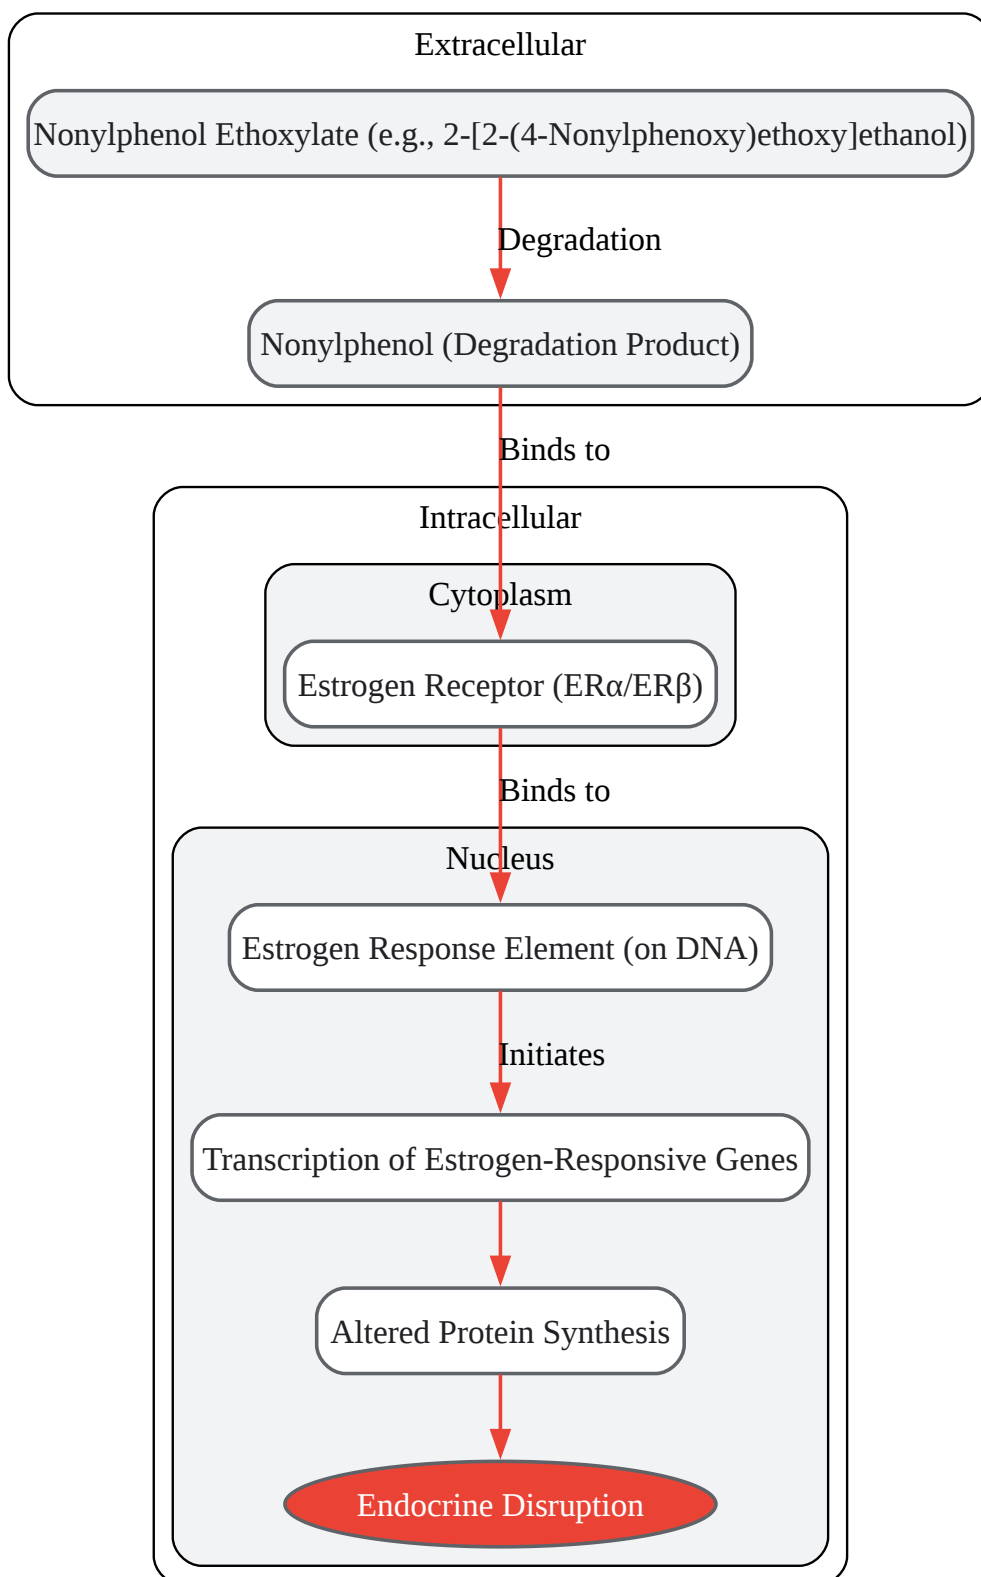 Extracellular
Nonylphenol Ethoxylate (e.g., 2-[2-(4-Nonylphenoxy)ethoxy]ethanol)
Degradation
Nonylphenol (Degradation Product)
Binds to
Intracellular
Cytoplasm
Estrogen Receptor (ERα/ERβ)
Binds to
Nucleus
Estrogen Response Element (on DNA)
Initiates
Transcription of Estrogen-Responsive Genes
Altered Protein Synthesis
Endocrine Disruption